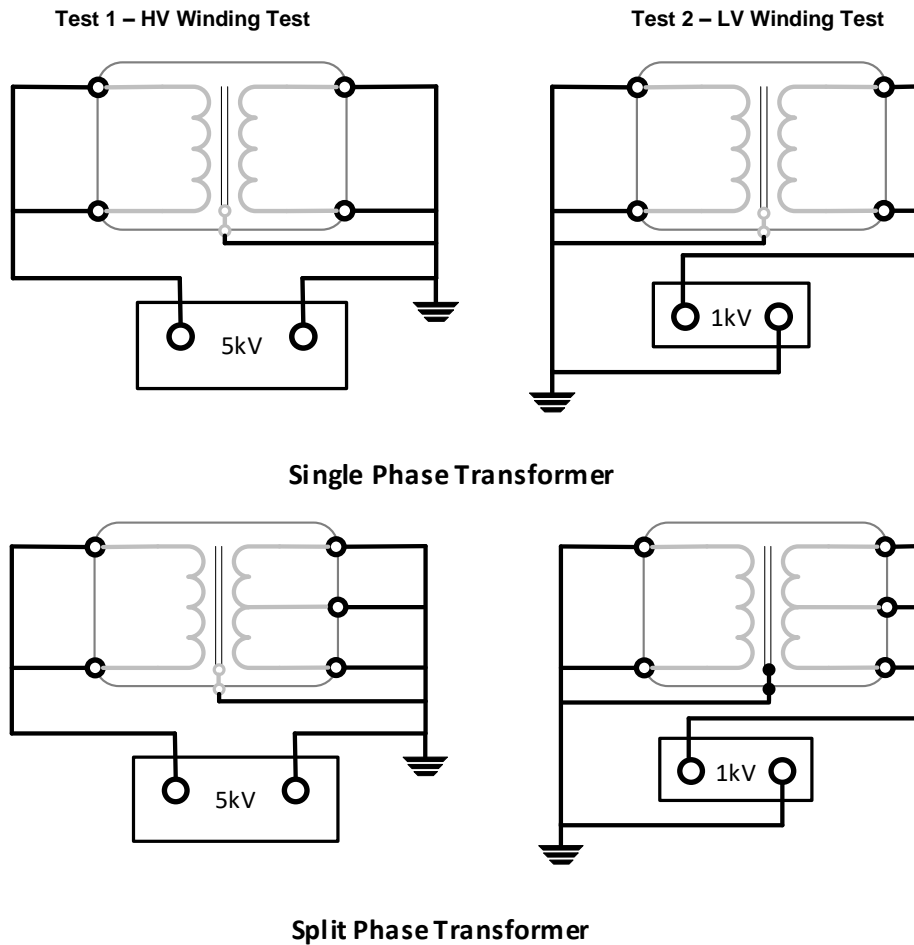 Test 1 – HV Winding Test
Test 2 – LV Winding Test
5kV
1kV
Single Phase Transformer
5kV
1kV
Split Phase Transformer